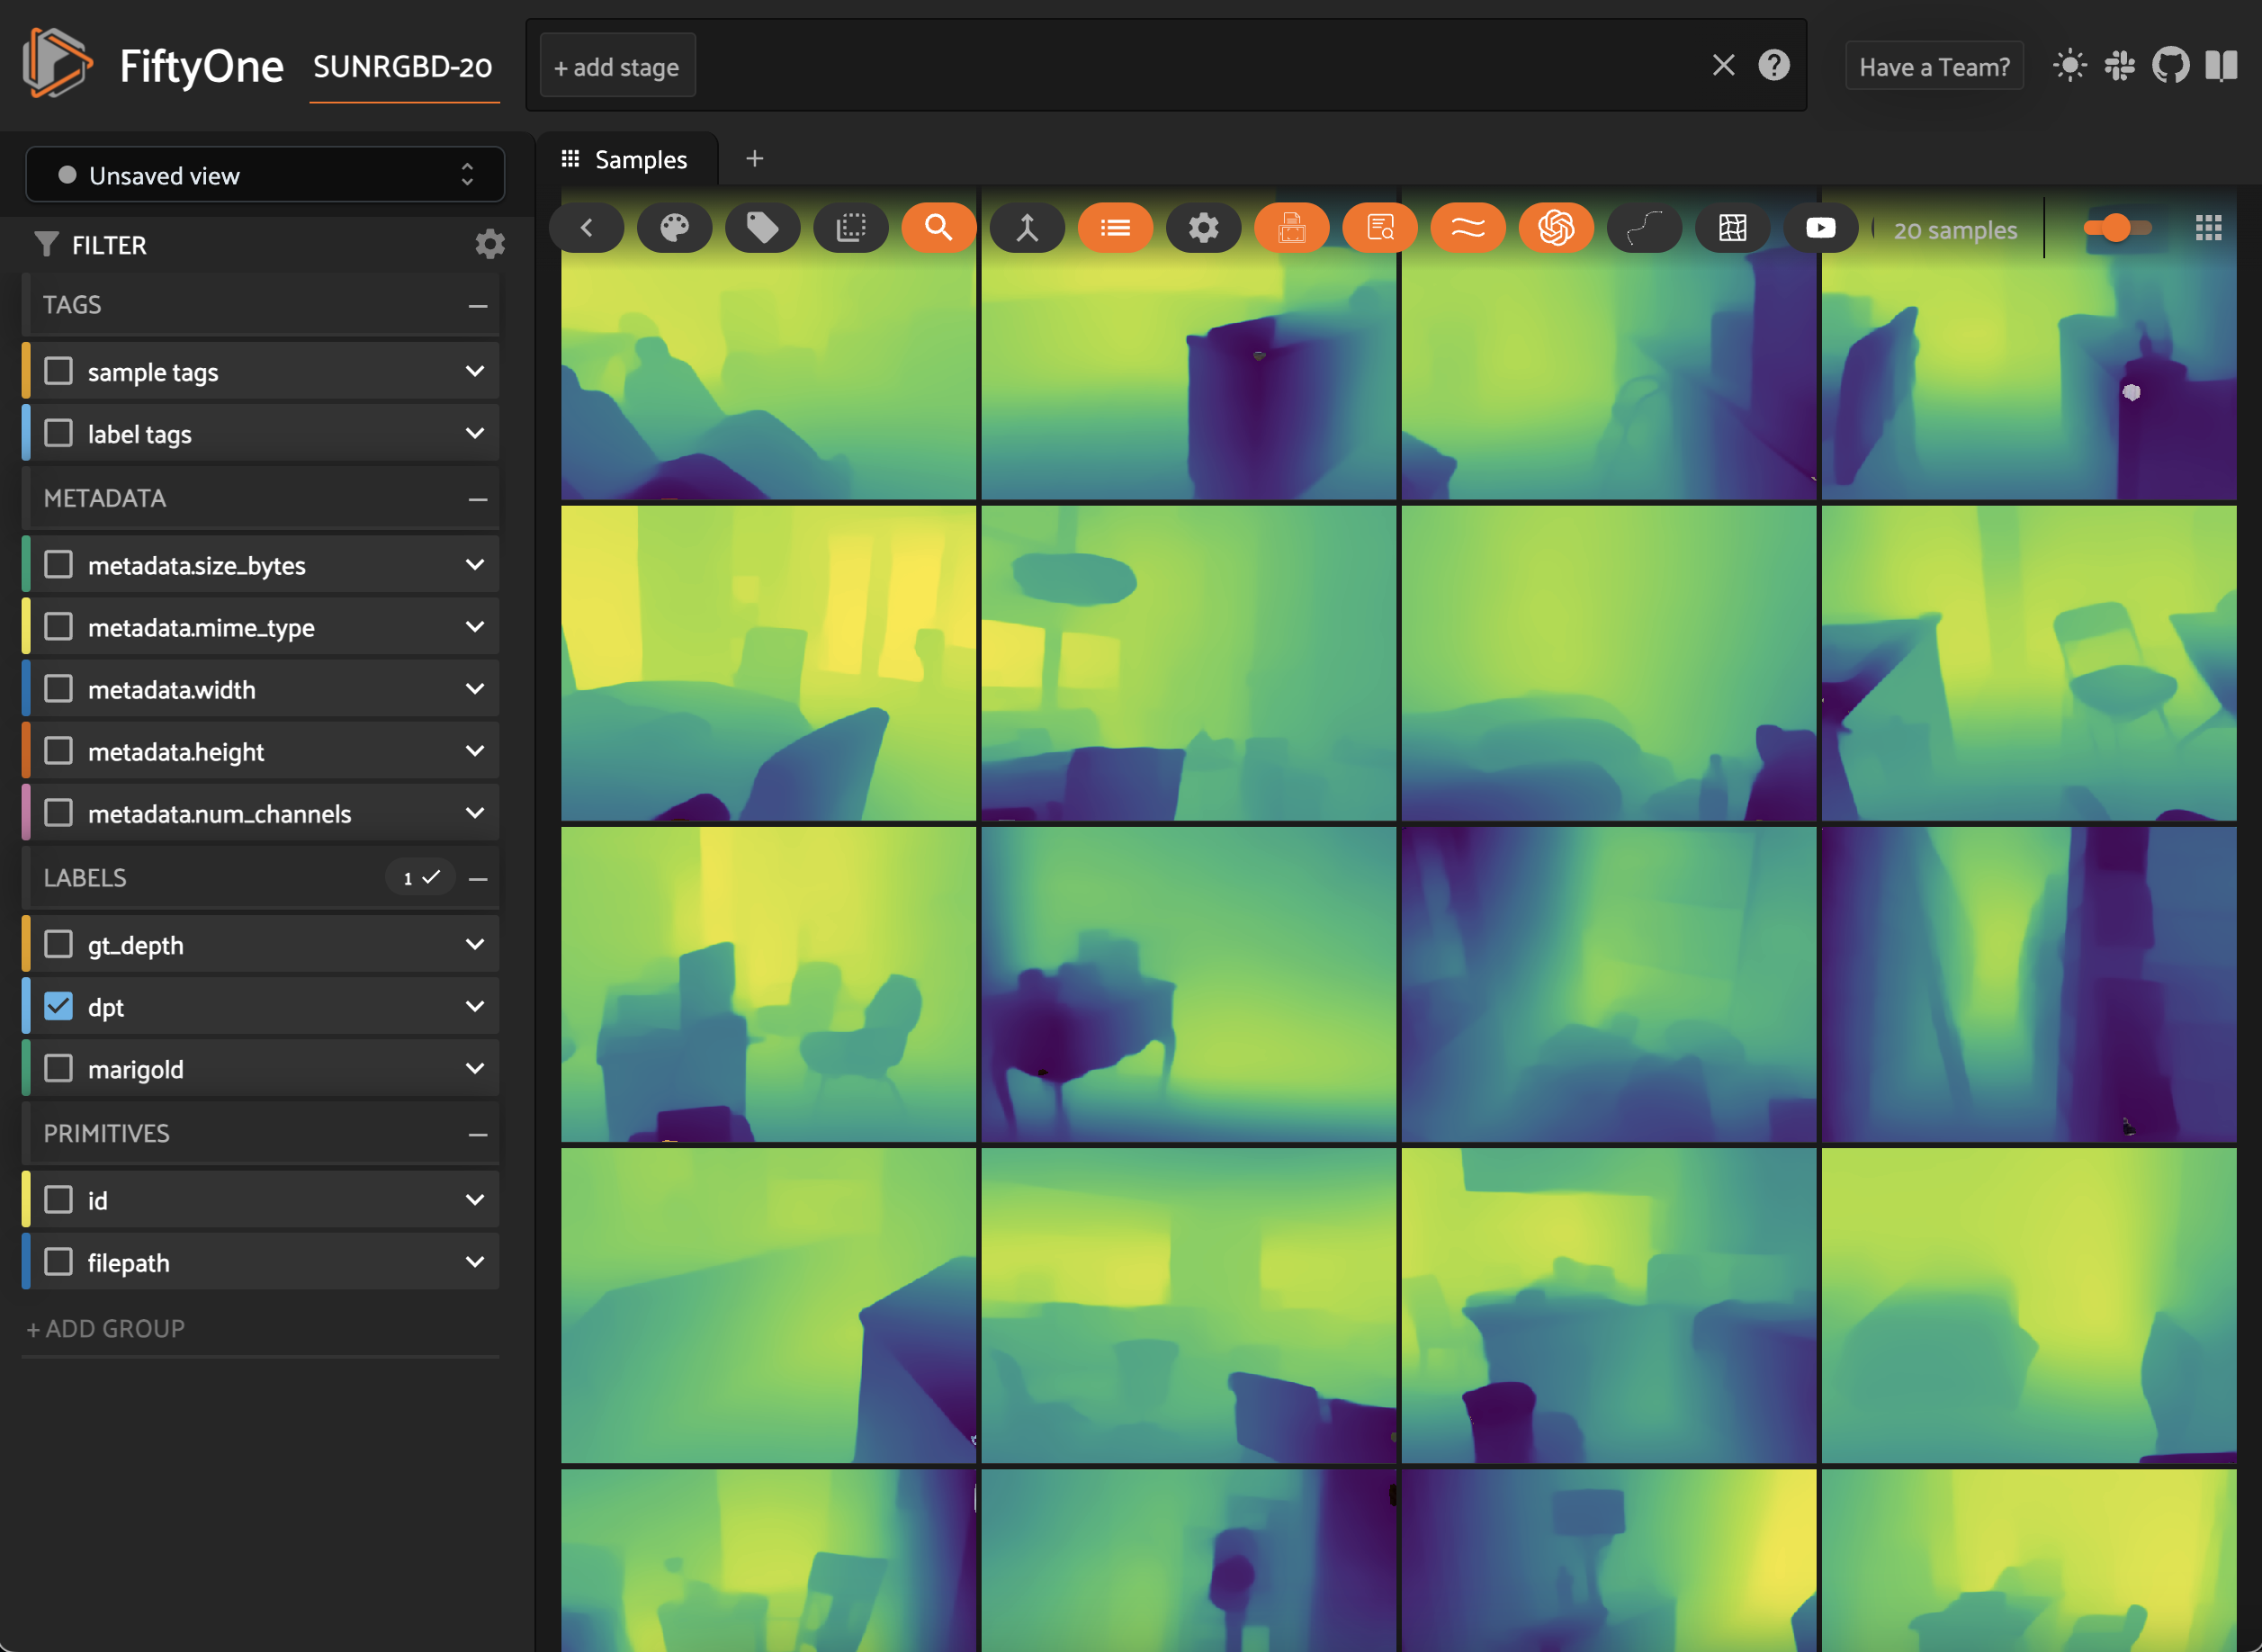 FiftyOne
SUNRGBD-20
+ add stage
Have a Team?
Unsaved view
Samples
20 samples
FILTER
TAGS
sample tags
label tags
METADATA
metadata.size_bytes
metadata.mime_type
metadata.width
metadata.height
metadata.num_channels
LABELS
1
gt_depth
dpt
marigold
PRIMITIVES
id
filepath
+ ADD GROUP